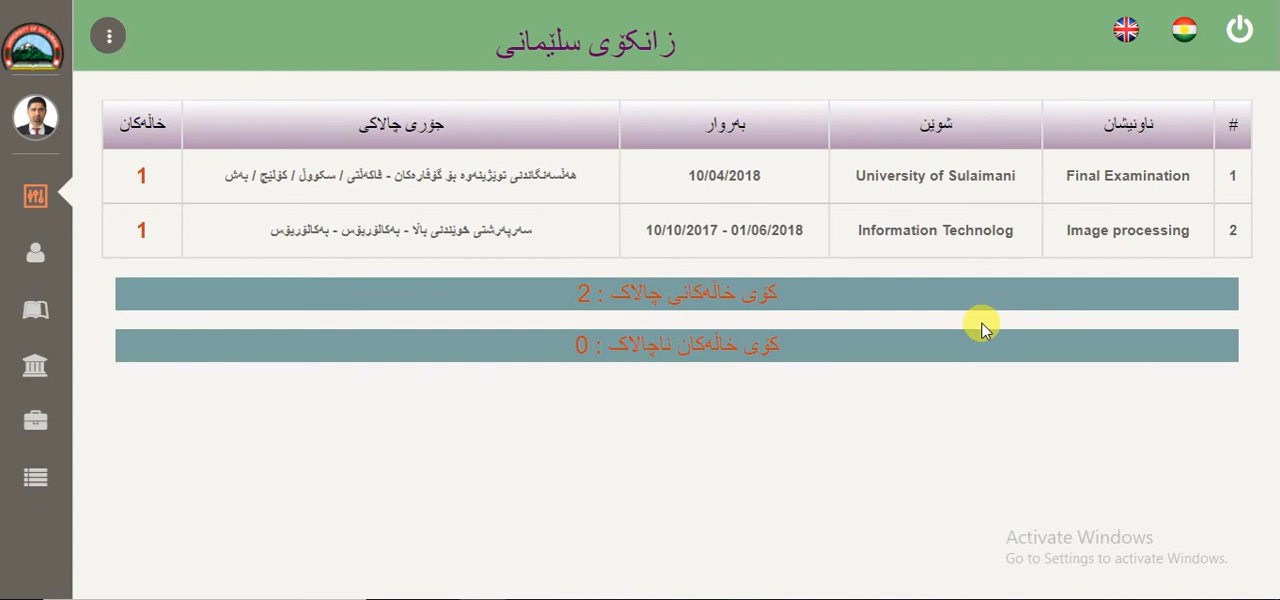 زانکۆی سلێمانی
# ناونیشان شوێن بەروار جۆری چالاکی خاڵەکان
1 Final Examination University of Sulaimani 10/04/2018 هەڵسەنگاندنی توێژینەوە بۆ گۆڤارەکان - فاکەڵتی / سکووڵ / کۆلێج / بەش 1
2 Image processing Information Technolog 10/10/2017 - 01/06/2018 سەرپەرشتی خوێندنی باڵا - بەکالۆریۆس - بەکالۆریۆس 1
کۆی خاڵەکانی چالاک : 2
کۆی خاڵەکان ناچالاک : 0
Activate Windows
Go to Settings to activate Windows.